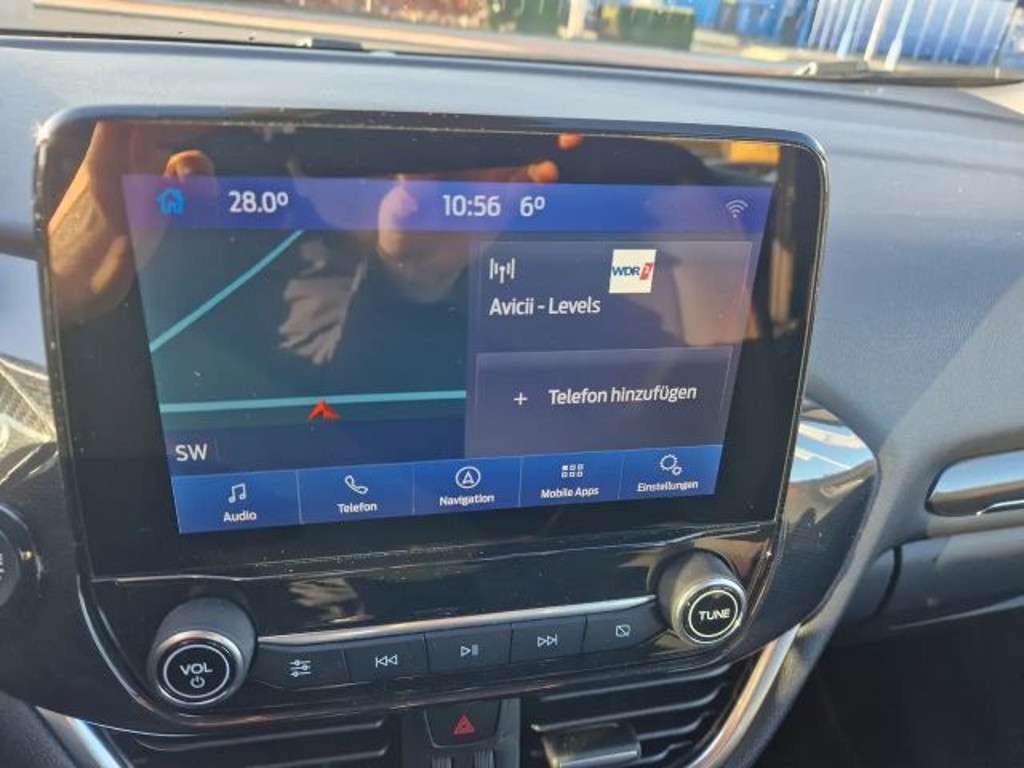 28.0° 10:56 6°
WDR 2
Avicii - Levels
+ Telefon hinzufügen
SW
Audio Telefon Navigation Mobile Apps Einstellungen
VOL
TUNE